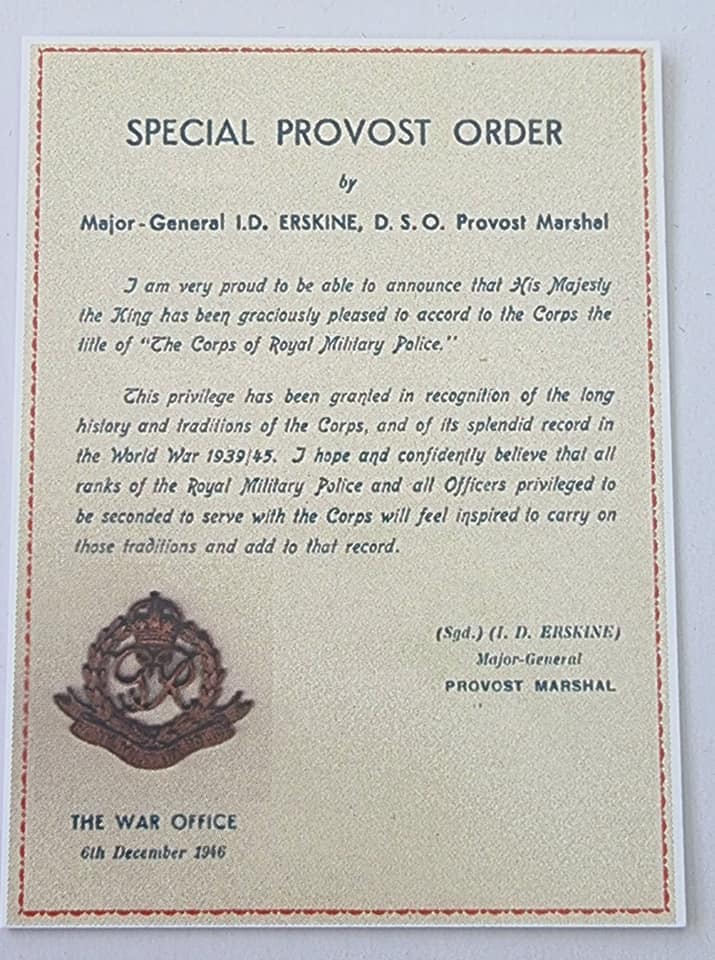 SPECIAL PROVOST ORDER
by
Major-General I.D. ERSKINE, D.S.O. Provost Marshal
I am very proud to be able to announce that His Majesty
the King has been graciously pleased to accord to the Corps the
title of "The Corps of Royal Military Police."
This privilege has been granted in recognition of the long
history and traditions of the Corps, and of its splendid record in
the World War 1939/45. I hope and confidently believe that all
ranks of the Royal Military Police and all Officers privileged to
be seconded to serve with the Corps will feel inspired to carry on
those traditions and add to that record.
(Sgd.) (I. D. ERSKINE)
Major-General
PROVOST MARSHAL
THE WAR OFFICE
6th December 1946